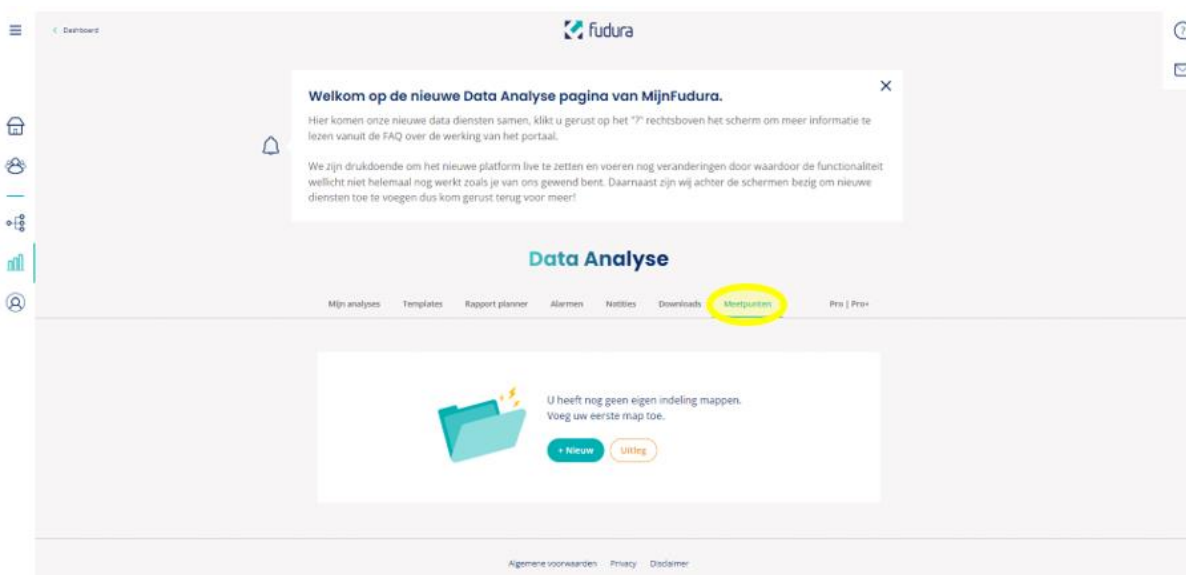 Dashboard
fudura
Welkom op de nieuwe Data Analyse pagina van MijnFudura.
Hier komen onze nieuwe data diensten samen, klikt u gerust op het "?" rechtsboven het scherm om meer informatie te
lezen vanuit de FAQ over de werking van het portaal.
We zijn drukdoende om het nieuwe platform live te zetten en voeren nog veranderingen door waardoor de functionaliteit
wellicht niet helemaal nog werkt zoals je van ons gewend bent. Daarnaast zijn wij achter de schermen bezig om nieuwe
diensten toe te voegen dus kom gerust terug voor meer!
Data Analyse
Mijn analyses Templates Rapport planner Alarmen Notities Downloads Meetpunten Pro | Pro+
U heeft nog geen eigen indeling mappen.
Voeg uw eerste map toe.
+ Nieuw Uitleg
Algemene voorwaarden Privacy Disclaimer